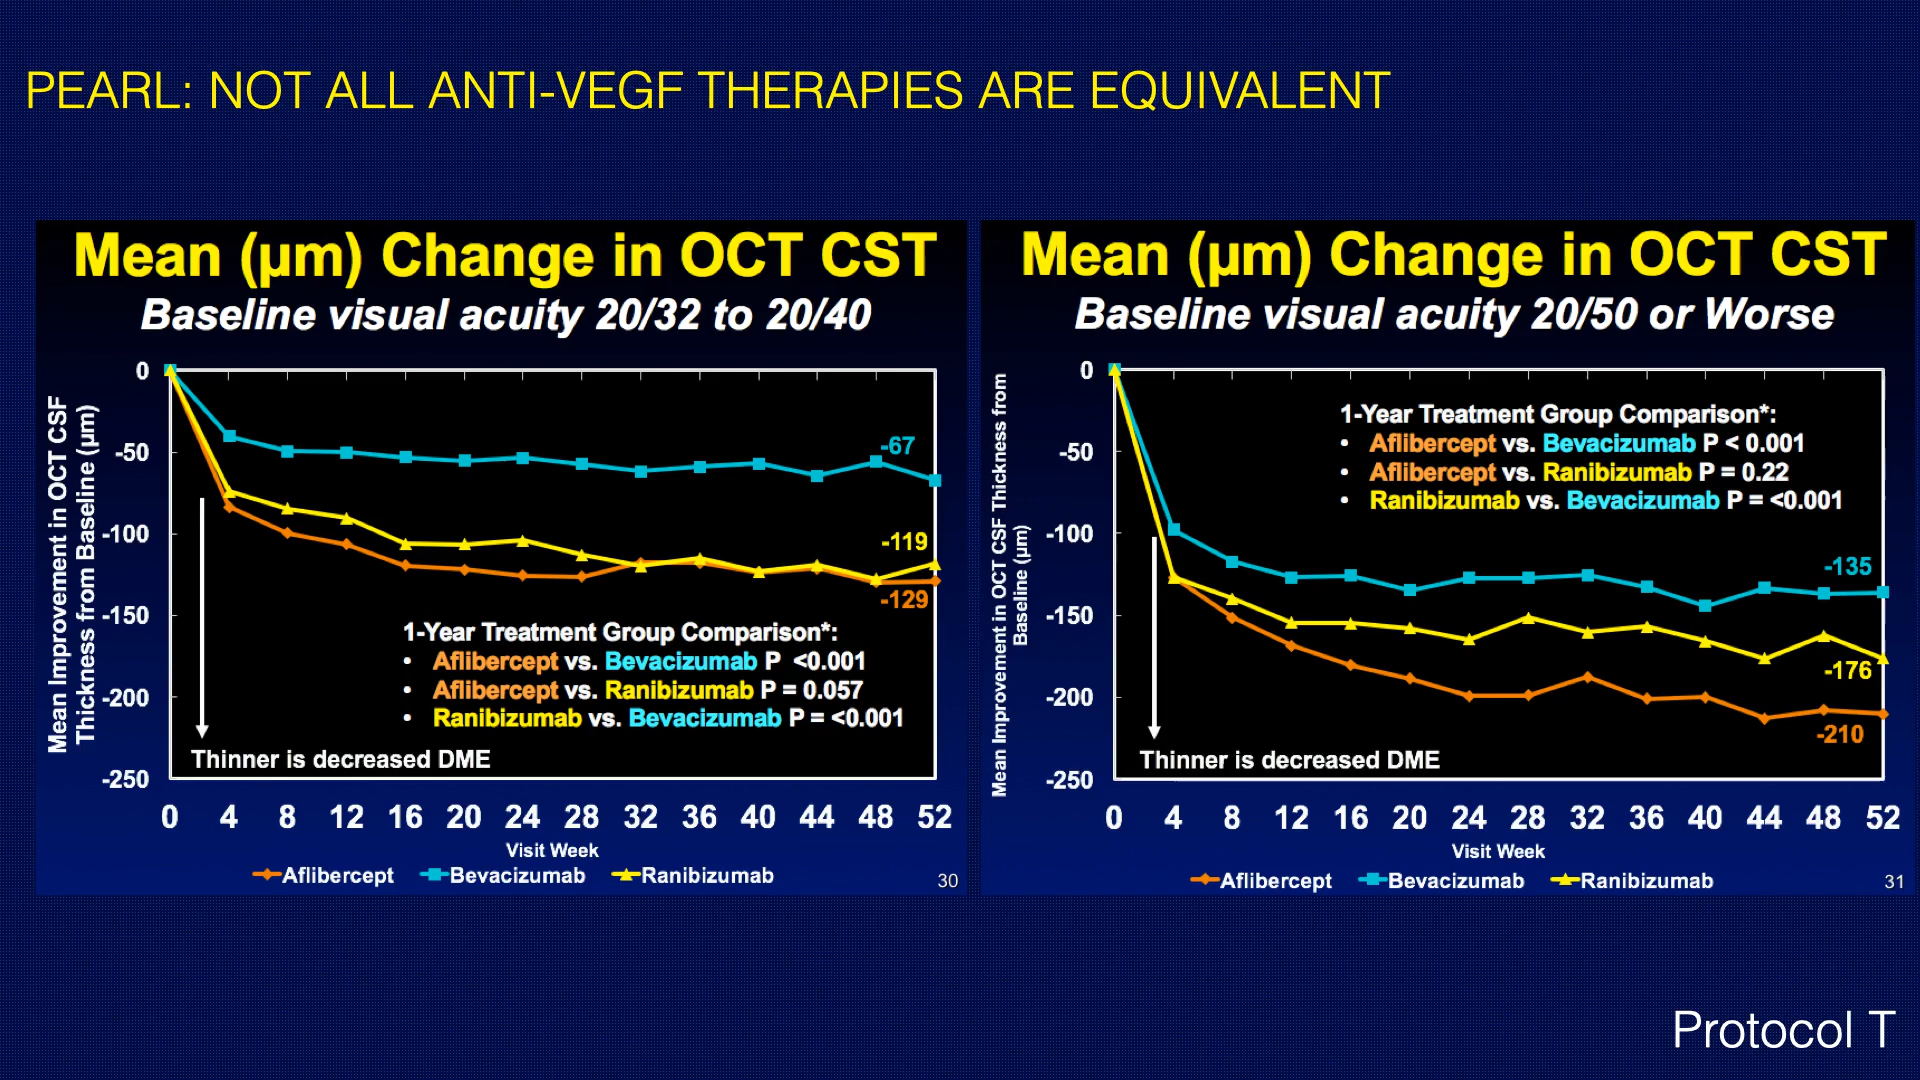 PEARL: NOT ALL ANTI-VEGF THERAPIES ARE EQUIVALENT
Mean (µm) Change in OCT CST
Baseline visual acuity 20/32 to 20/40
Mean Improvement in OCT CSF
Thickness from Baseline (µm)
0
-50
-100
-150
-200
-250
-67
-119
-129
1-Year Treatment Group Comparison*:
• Aflibercept vs. Bevacizumab P <0.001
• Aflibercept vs. Ranibizumab P = 0.057
• Ranibizumab vs. Bevacizumab P = <0.001
Thinner is decreased DME
0 4 8 12 16 20 24 28 32 36 40 44 48 52
Visit Week
Aflibercept Bevacizumab Ranibizumab
30
Mean (µm) Change in OCT CST
Baseline visual acuity 20/50 or Worse
Mean Improvement in OCT CSF Thickness from
Baseline (µm)
0
-50
-100
-150
-200
-250
1-Year Treatment Group Comparison*:
• Aflibercept vs. Bevacizumab P < 0.001
• Aflibercept vs. Ranibizumab P = 0.22
• Ranibizumab vs. Bevacizumab P = <0.001
-135
-176
-210
Thinner is decreased DME
0 4 8 12 16 20 24 28 32 36 40 44 48 52
Visit Week
Aflibercept Bevacizumab Ranibizumab
31
Protocol T